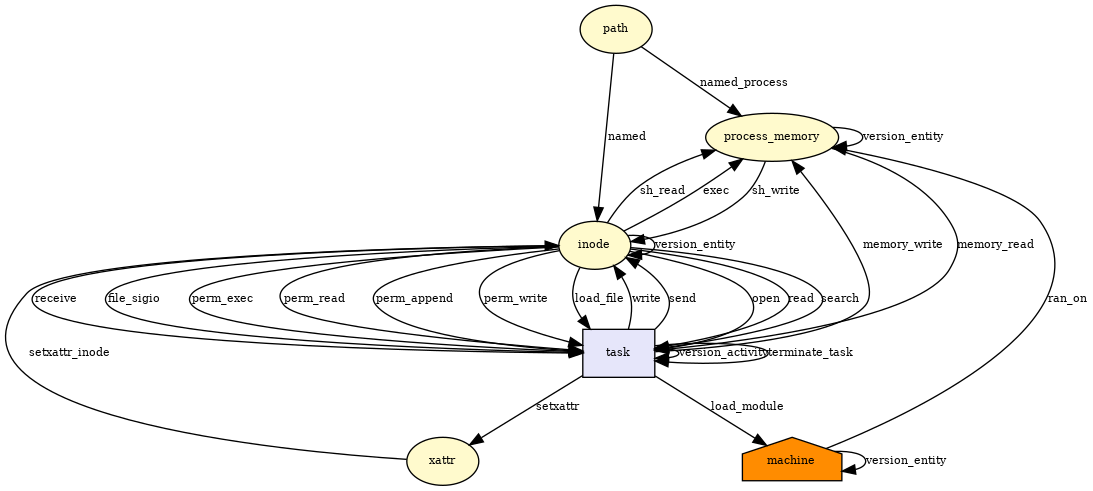 path
named_process
named
process_memory
version_entity
sh_read
exec
sh_write
inode
version_entity
memory_write
memory_read
receive
file_sigio
perm_exec
perm_read
perm_append
perm_write
load_file
write
send
open
read
search
ran_on
setxattr_inode
task
version_activity
terminate_task
setxattr
load_module
xattr
machine
version_entity